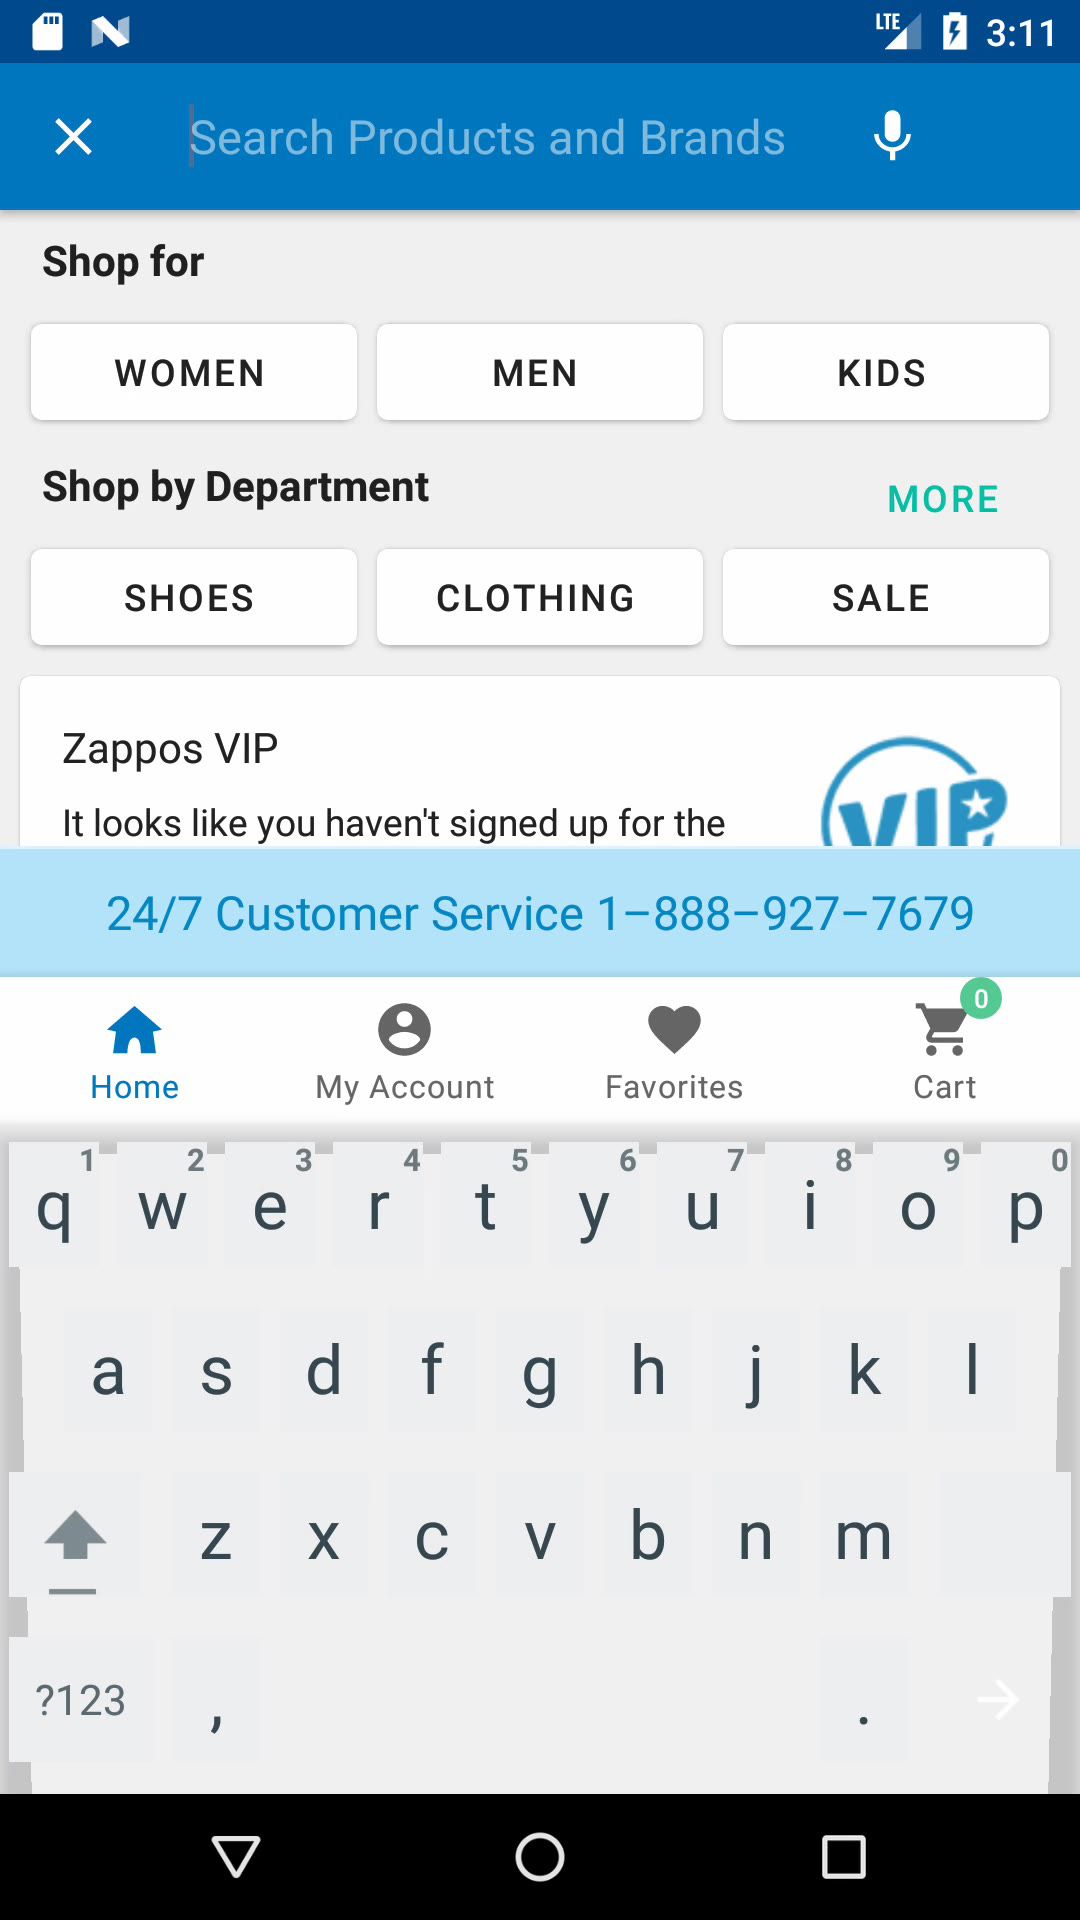 LTE 3:11
Search Products and Brands
Shop for
WOMEN MEN KIDS
Shop by Department MORE
SHOES CLOTHING SALE
Zappos VIP
It looks like you haven't signed up for the
VIP
24/7 Customer Service 1–888–927–7679
0
Home My Account Favorites Cart
1 2 3 4 5 6 7 8 9 0
q w e r t y u i o p
a s d f g h j k l
z x c v b n m
?123 , .